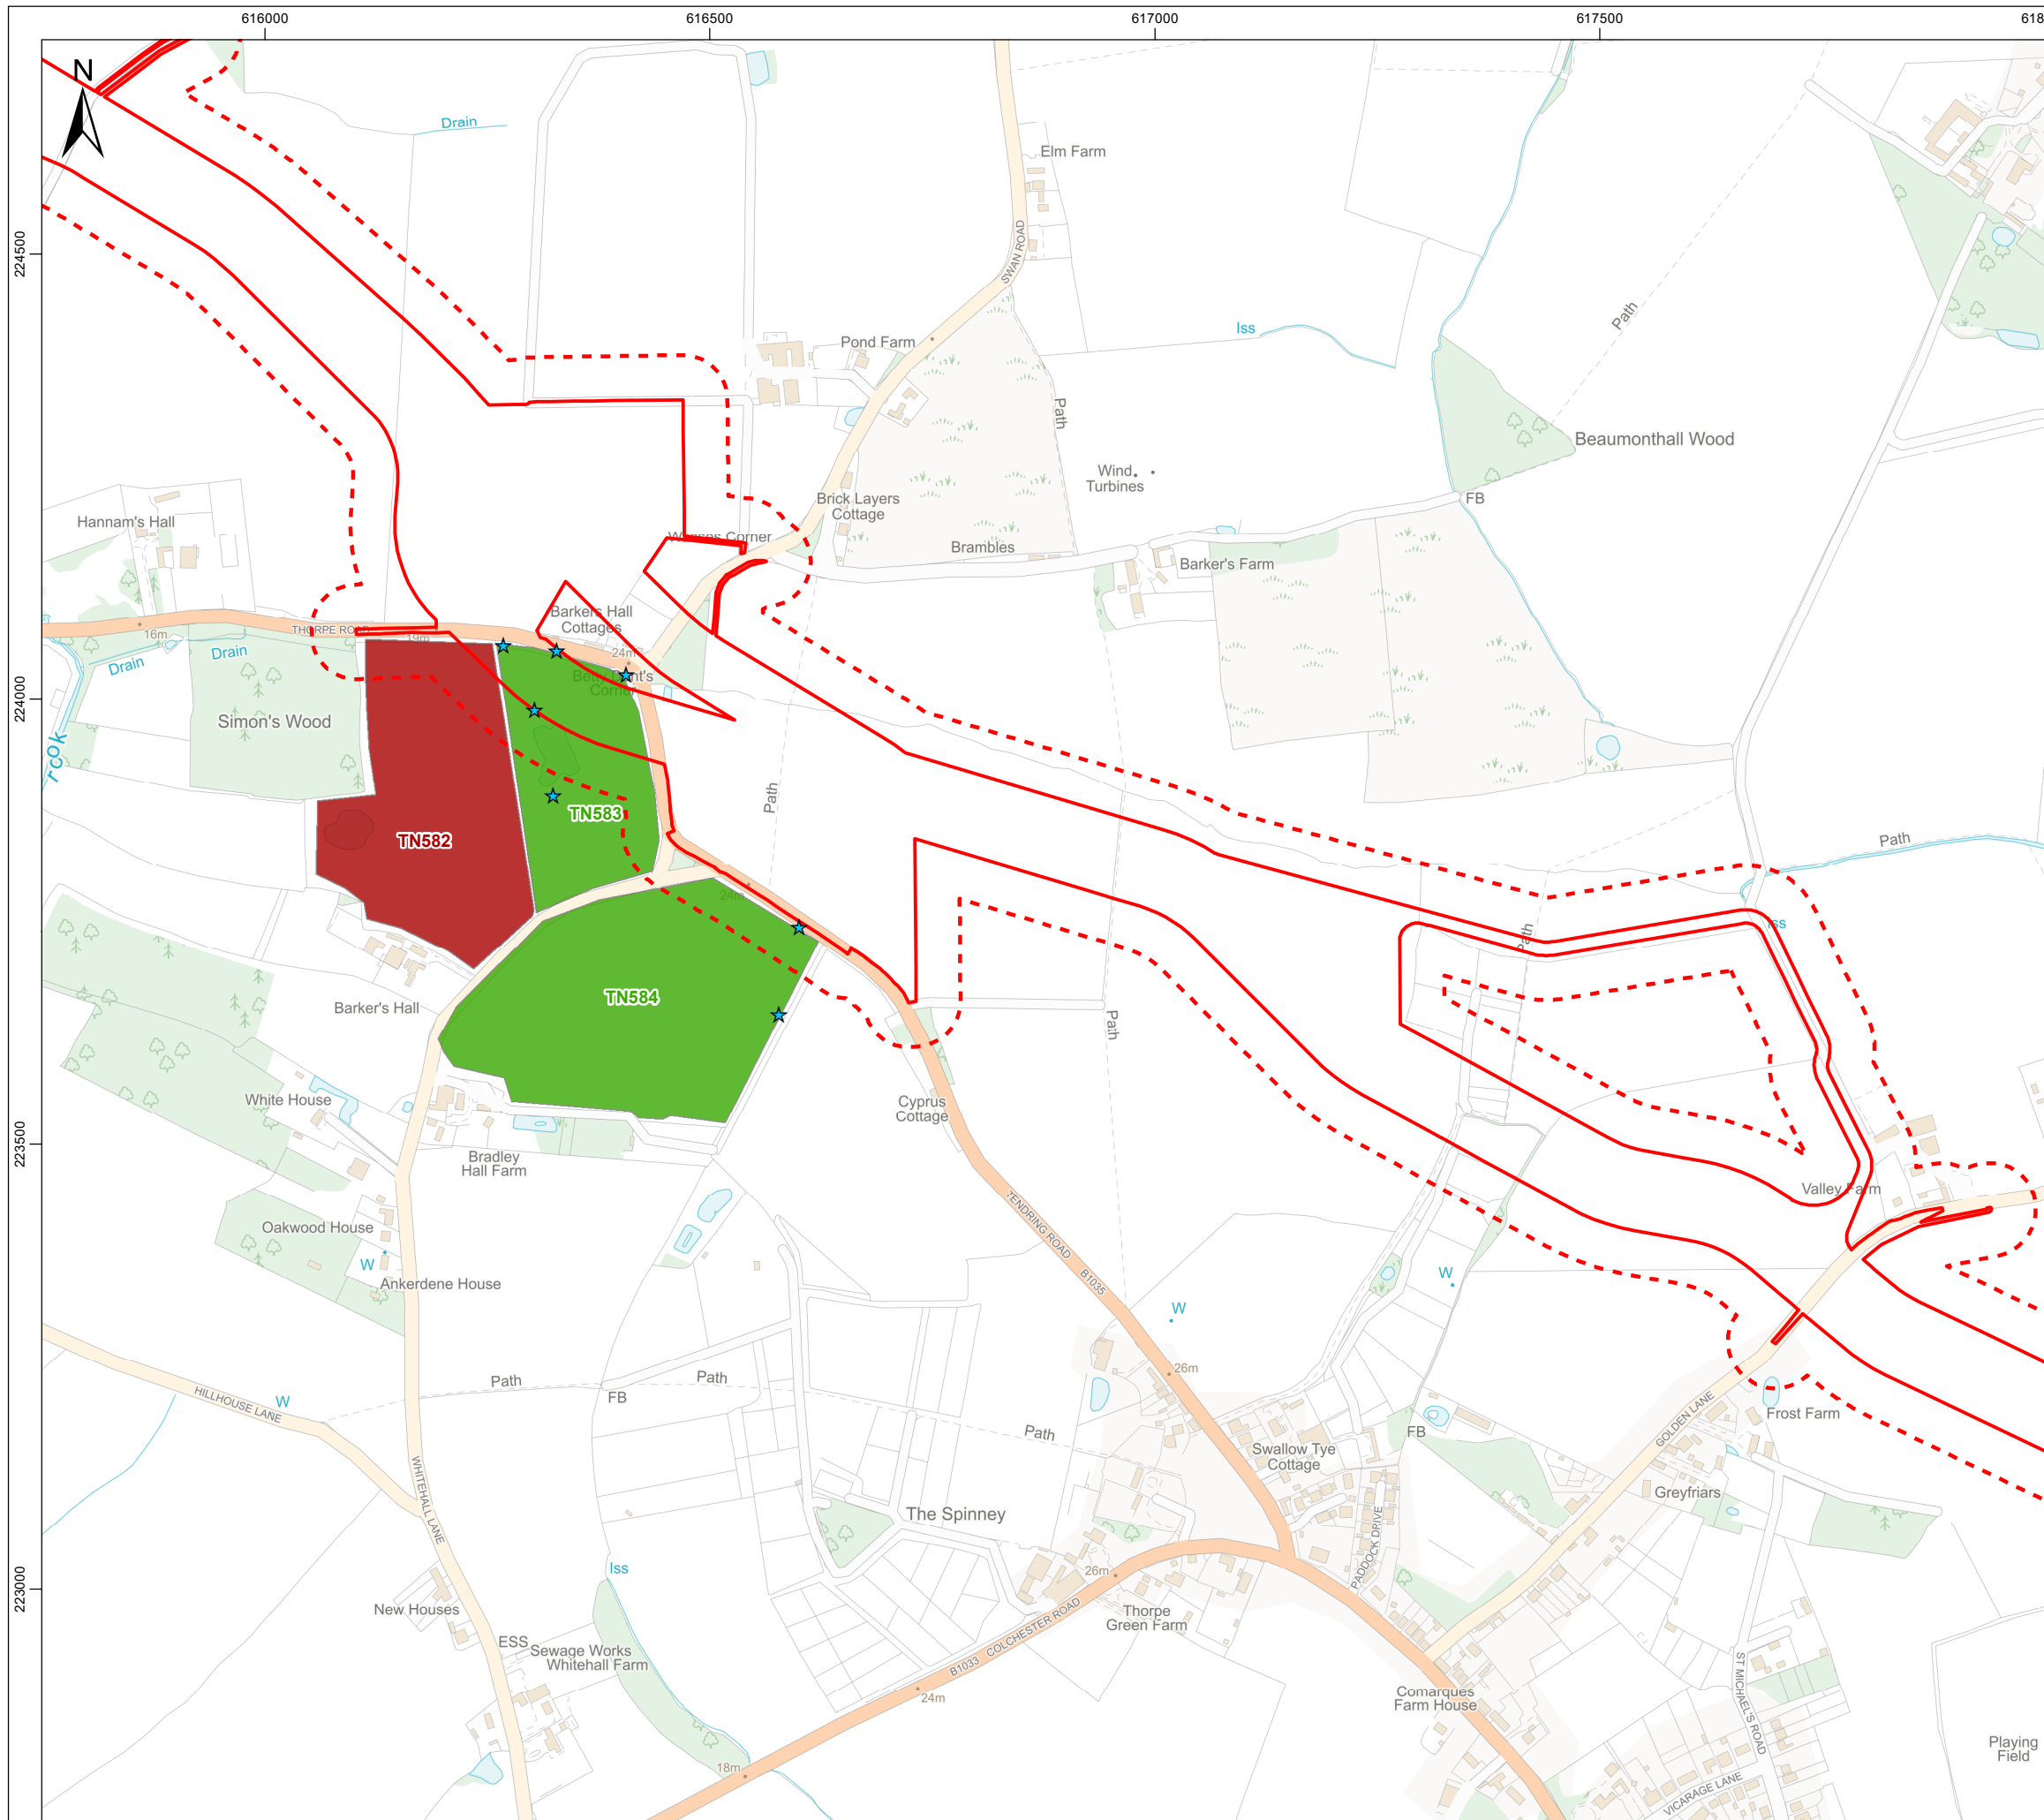 616000
616500
617000
617500
618
N
Drain
Elm Farm
224500
SWAN ROAD
Iss
Path
Pond Farm
Path
Beaumonthall Wood
Wind
Turbines
FB
Brick Layers
Cottage
Hannam's Hall
Brambles
Barker's Farm
Barkers Hall
Cottages
THORPE ROAD
16m
19m
24m
Drain
Drain
224000
Simon's Wood
Path
TN583
TN582
Path
24m
Iss
Path
TN584
Barker's Hall
Path
White House
Cyprus
Cottage
223500
Bradley
Hall Farm
Valley Farm
Oakwood House
TENDRING ROAD
W
Ankerdene House
B1035
W
W
26m
Path
Path
FB
HILLHOUSE LANE
W
Path
FB
Frost Farm
GOLDEN LANE
Swallow Tye
Cottage
Greyfriars
WHITEHALL LANE
The Spinney
PADDOCK DRIVE
Iss
26m
223000
New Houses
Thorpe
Green Farm
ESS
Sewage Works
Whitehall Farm
B1033
COLCHESTER ROAD
24m
Comarques
Farm House
ST MICHAEL'S ROAD
Playing
Field
18m
VICARAGE LANE